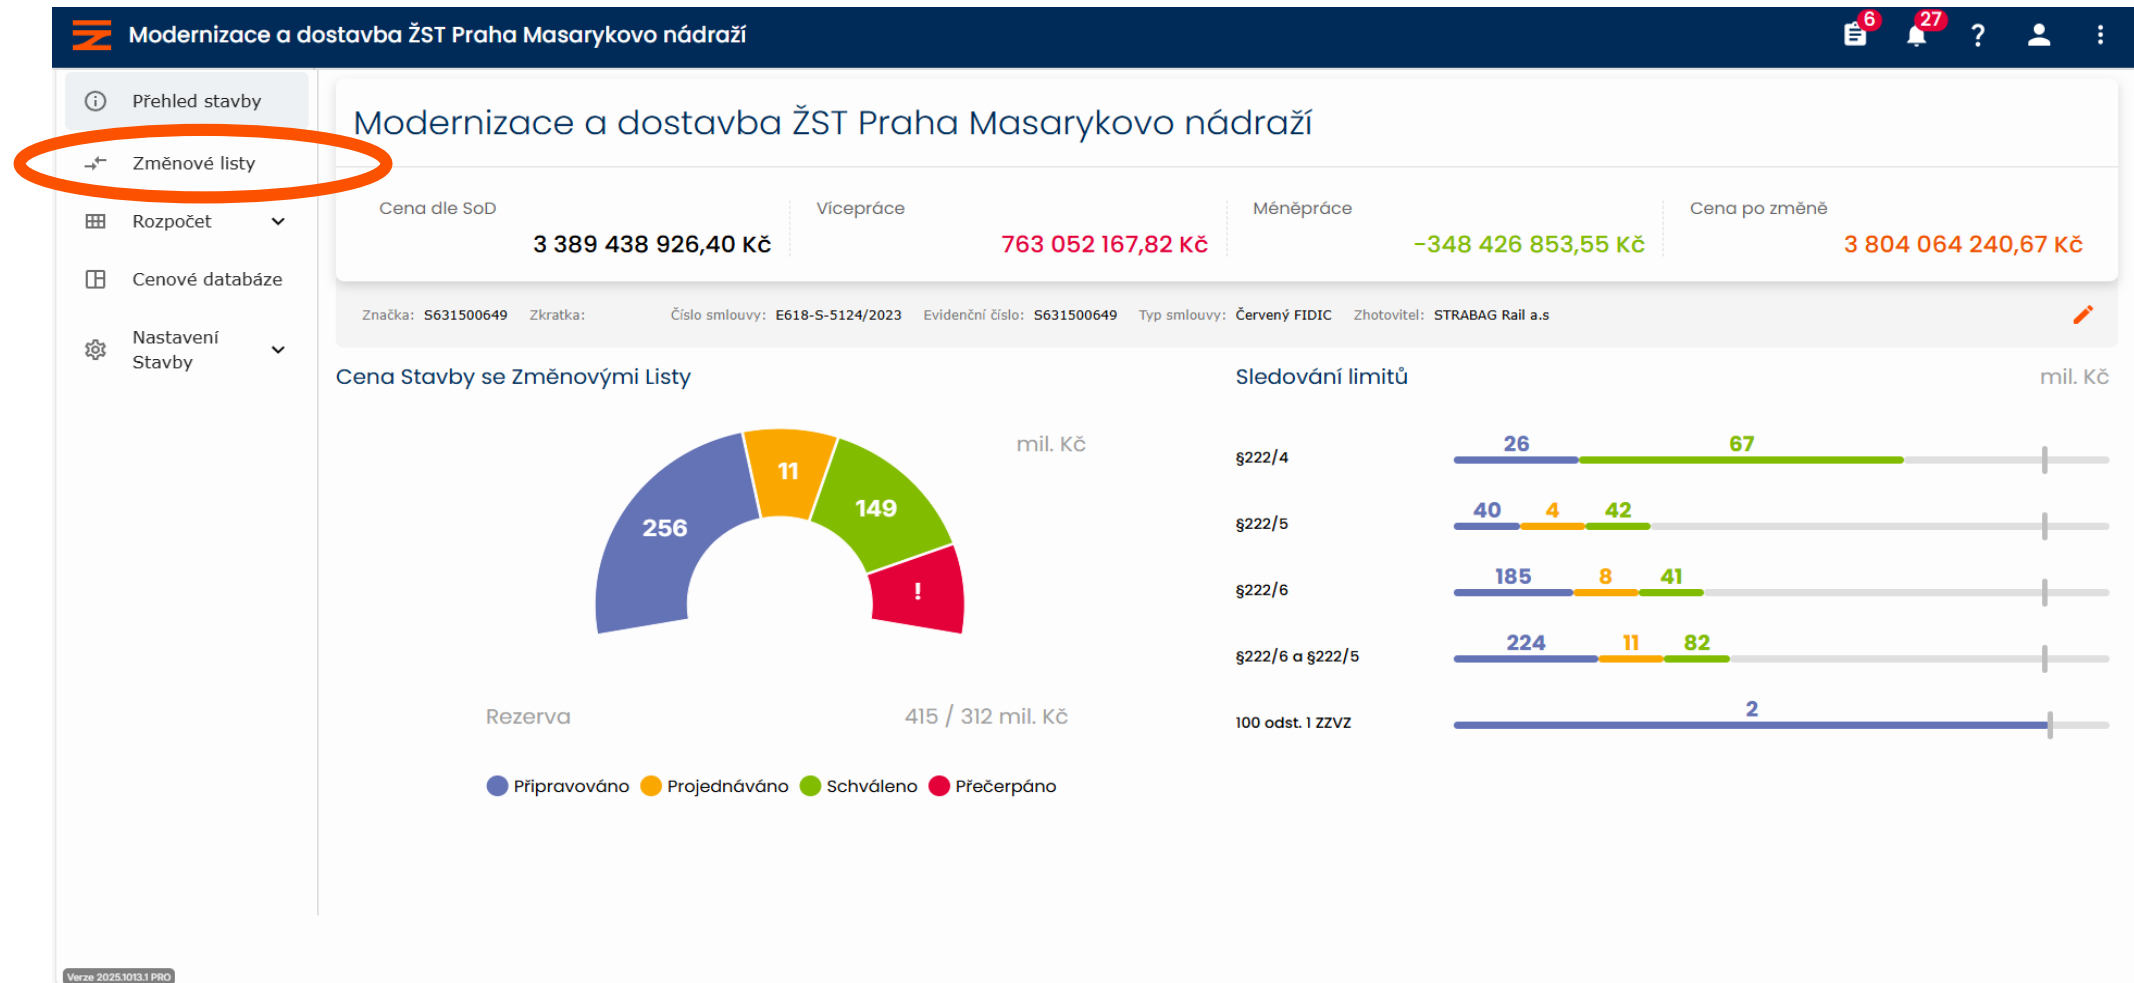 Modernizace a dostavba ŽST Praha Masarykovo nádraží
6
27
?
Přehled stavby
Změnové listy
Rozpočet
Cenové databáze
Nastavení
Stavby
Modernizace a dostavba ŽST Praha Masarykovo nádraží
Cena dle SoD
3 389 438 926,40 Kč
Vícepráce
763 052 167,82 Kč
Méněpráce
-348 426 853,55 Kč
Cena po změně
3 804 064 240,67 Kč
Značka: S631500649 Zkratka: Číslo smlouvy: E618-S-5124/2023 Evidenční číslo: S631500649 Typ smlouvy: Červený FIDIC Zhotovitel: STRABAG Rail a.s
Cena Stavby se Změnovými Listy
mil. Kč
256
11
149
!
Rezerva
415 / 312 mil. Kč
Připravováno Projednáváno Schváleno Přečerpáno
Sledování limitů
mil. Kč
§222/4 26 67
§222/5 40 4 42
§222/6 185 8 41
§222/6 a §222/5 224 11 82
100 odst. 1 ZZVZ 2
Verze 2025.1013.1 PRO